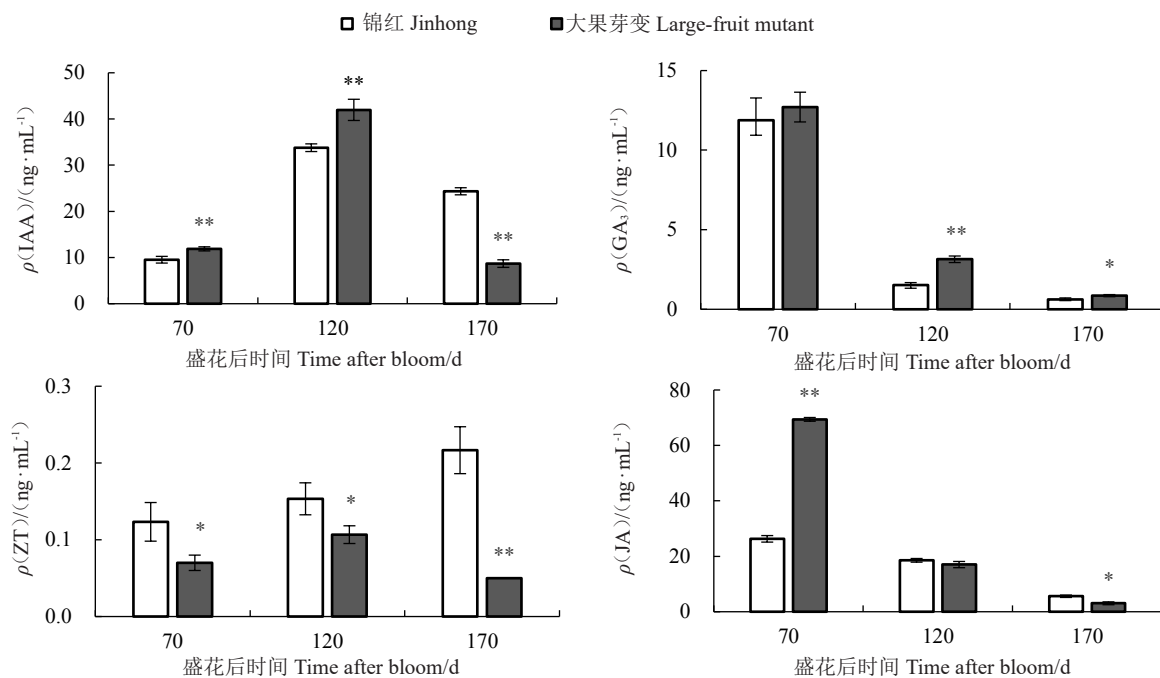 锦红 Jinhong
大果芽变 Large-fruit mutant
ρ(IAA)/(ng·mL⁻¹)
50
40
30
20
10
0
**
**
**
70 120 170
盛花后时间 Time after bloom/d
ρ(GA₃)/(ng·mL⁻¹)
15
10
5
0
**
*
70 120 170
盛花后时间 Time after bloom/d
ρ(ZT)/(ng·mL⁻¹)
0.3
0.2
0.1
0.0
*
*
**
70 120 170
盛花后时间 Time after bloom/d
ρ(JA)/(ng·mL⁻¹)
80
60
40
20
0
**
*
70 120 170
盛花后时间 Time after bloom/d